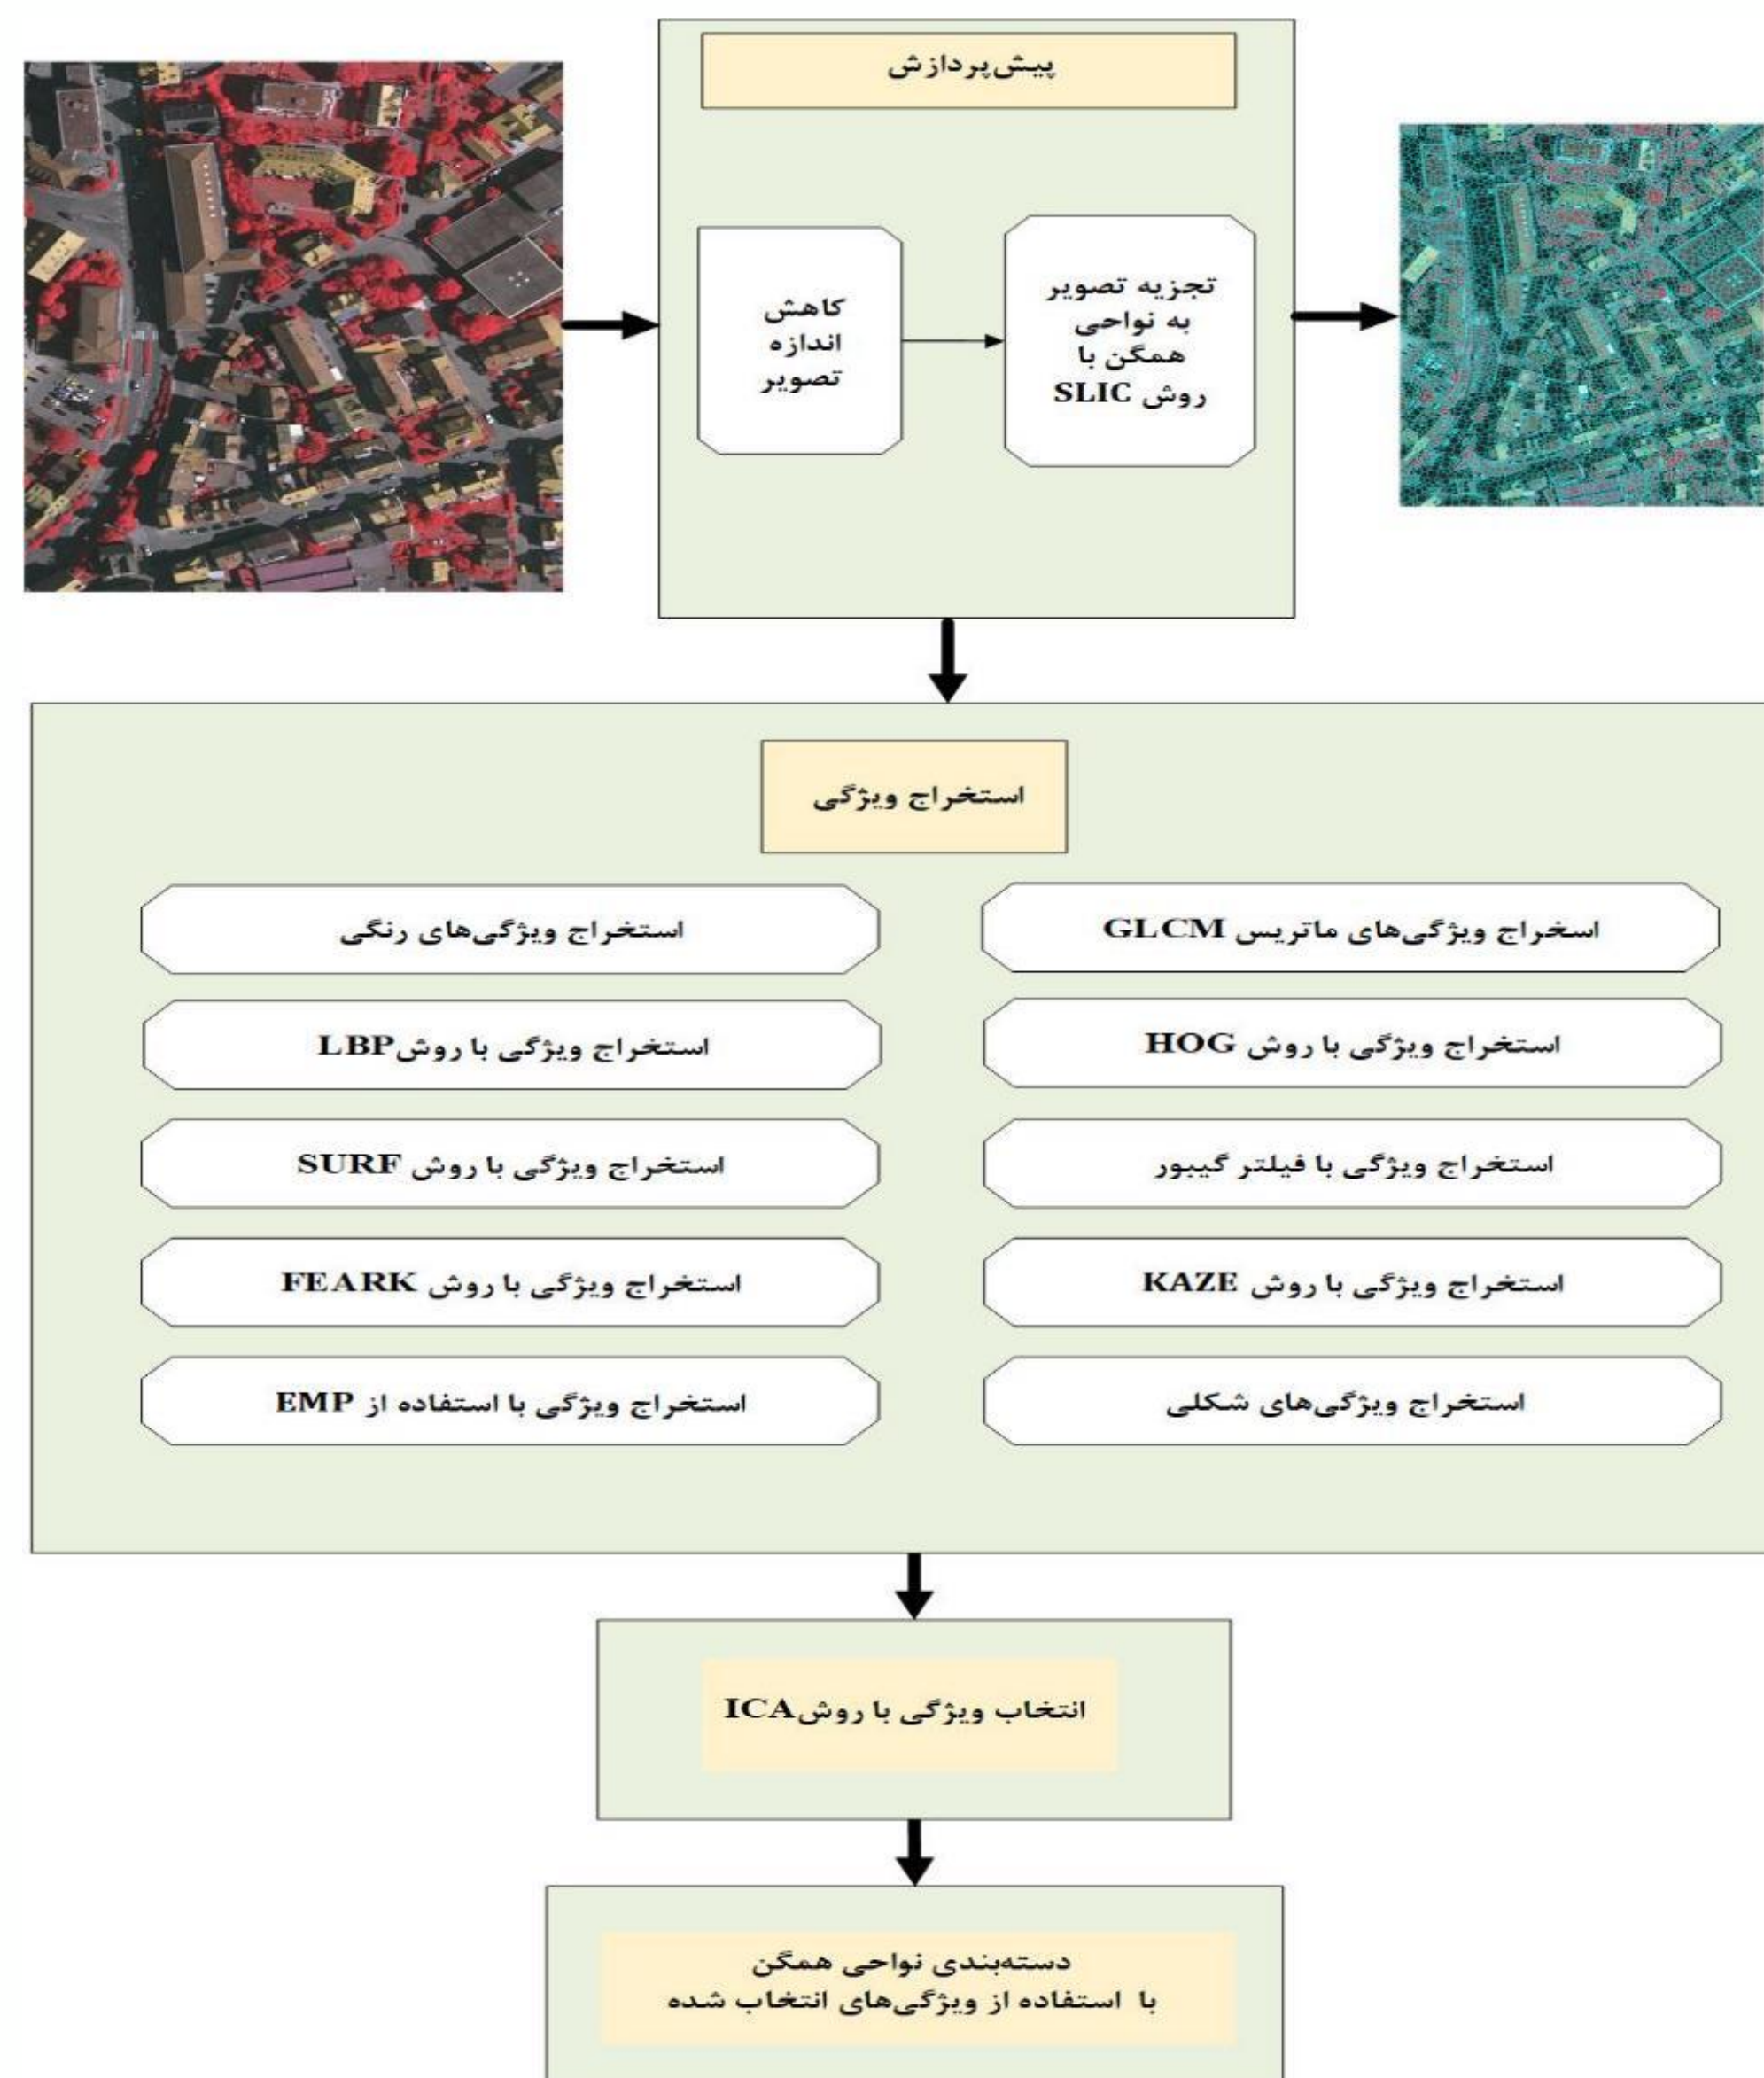 پیش‌پردازش
کاهش
اندازه
تصویر
تجزیه تصویر
به نواحی
همگن با
روش SLIC
استخراج ویژگی
اسخراج ویژگی‌های ماتریس GLCM
استخراج ویژگی‌های رنگی
استخراج ویژگی با روش HOG
استخراج ویژگی با روشLBP
استخراج ویژگی با فیلتر گیبور
استخراج ویژگی با روش SURF
استخراج ویژگی با روش KAZE
استخراج ویژگی با روش FEARK
استخراج ویژگی‌های شکلی
استخراج ویژگی با استفاده از EMP
انتخاب ویژگی با روشICA
دسته‌بندی نواحی همگن
با استفاده از ویژگی‌های انتخاب شده